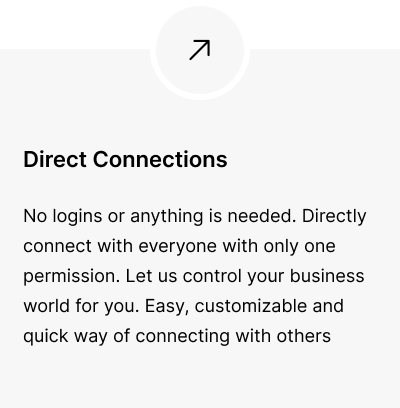 Direct Connections
No logins or anything is needed. Directly
connect with everyone with only one
permission. Let us control your business
world for you. Easy, customizable and
quick way of connecting with others